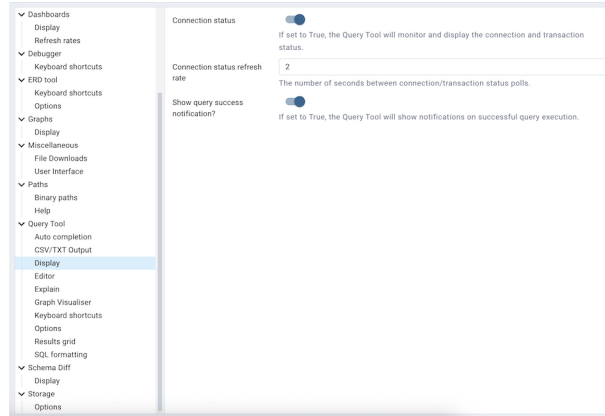 Dashboards
Display
Refresh rates
Debugger
Keyboard shortcuts
ERD tool
Keyboard shortcuts
Options
Graphs
Display
Miscellaneous
File Downloads
User Interface
Paths
Binary paths
Help
Query Tool
Auto completion
CSV/TXT Output
Display
Editor
Explain
Graph Visualiser
Keyboard shortcuts
Options
Results grid
SQL formatting
Schema Diff
Display
Storage
Options
Connection status
If set to True, the Query Tool will monitor and display the connection and transaction
status.
Connection status refresh
rate
2
The number of seconds between connection/transaction status polls.
Show query success
notification?
If set to True, the Query Tool will show notifications on successful query execution.